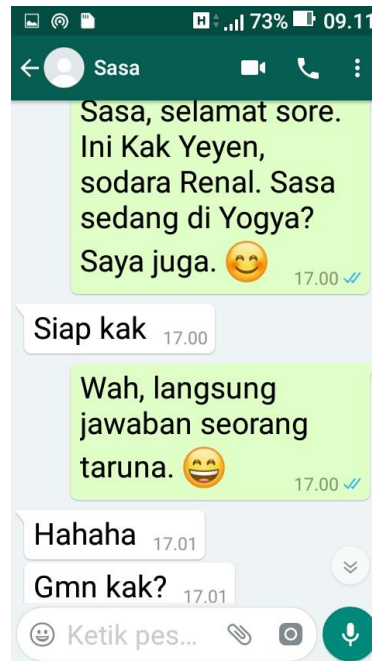 H 73% 09.11
Sasa
Sasa, selamat sore.
Ini Kak Yeyen,
sodara Renal. Sasa
sedang di Yogya?
Saya juga. 😊
17.00
Siap kak 17.00
Wah, langsung
jawaban seorang
taruna. 😄
17.00
Hahaha 17.01
Gmn kak? 17.01
Ketik pes...